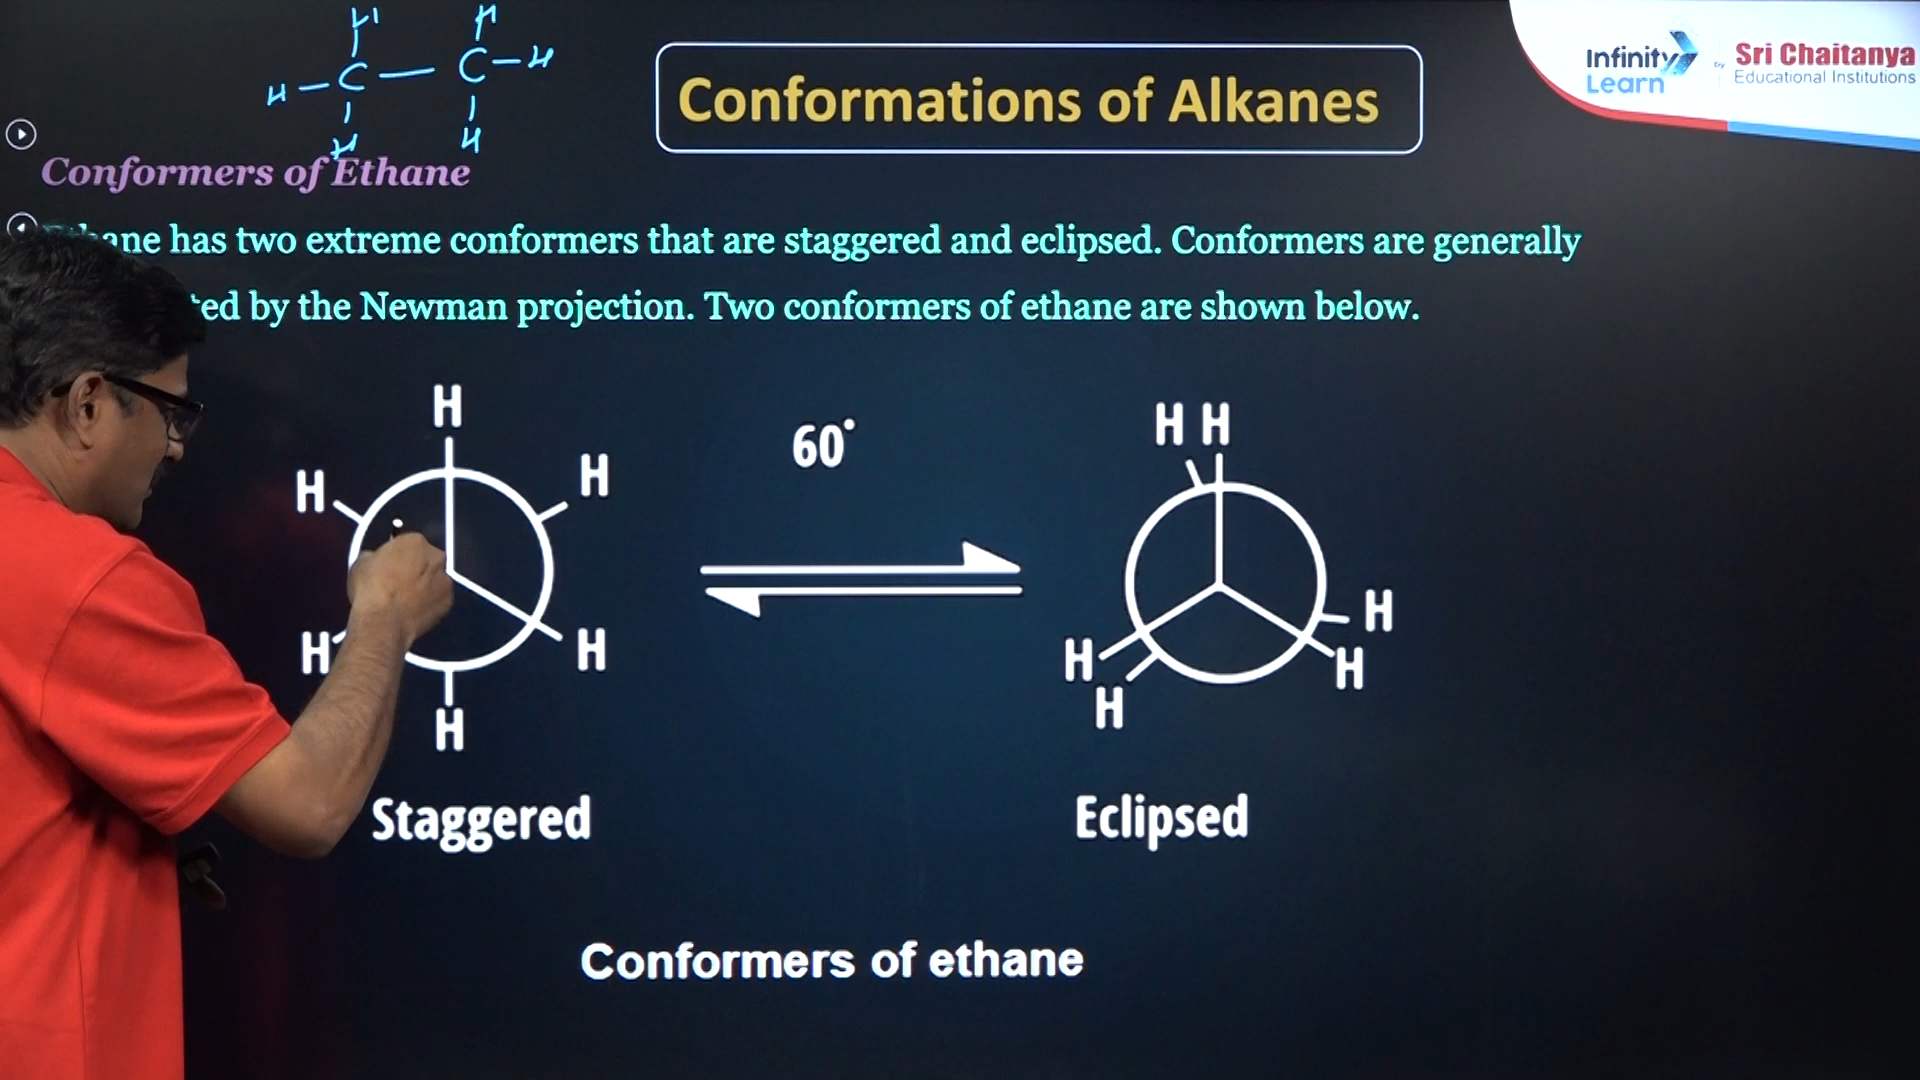 H H
H C C H
H H
Conformations of Alkanes
Infinity Learn by Sri Chaitanya Educational Institutions
Conformers of Ethane
has two extreme conformers that are staggered and eclipsed. Conformers are generally
by the Newman projection. Two conformers of ethane are shown below.
H
H H
H H
H
60°
H H
H H
H H
Staggered
Eclipsed
Conformers of ethane